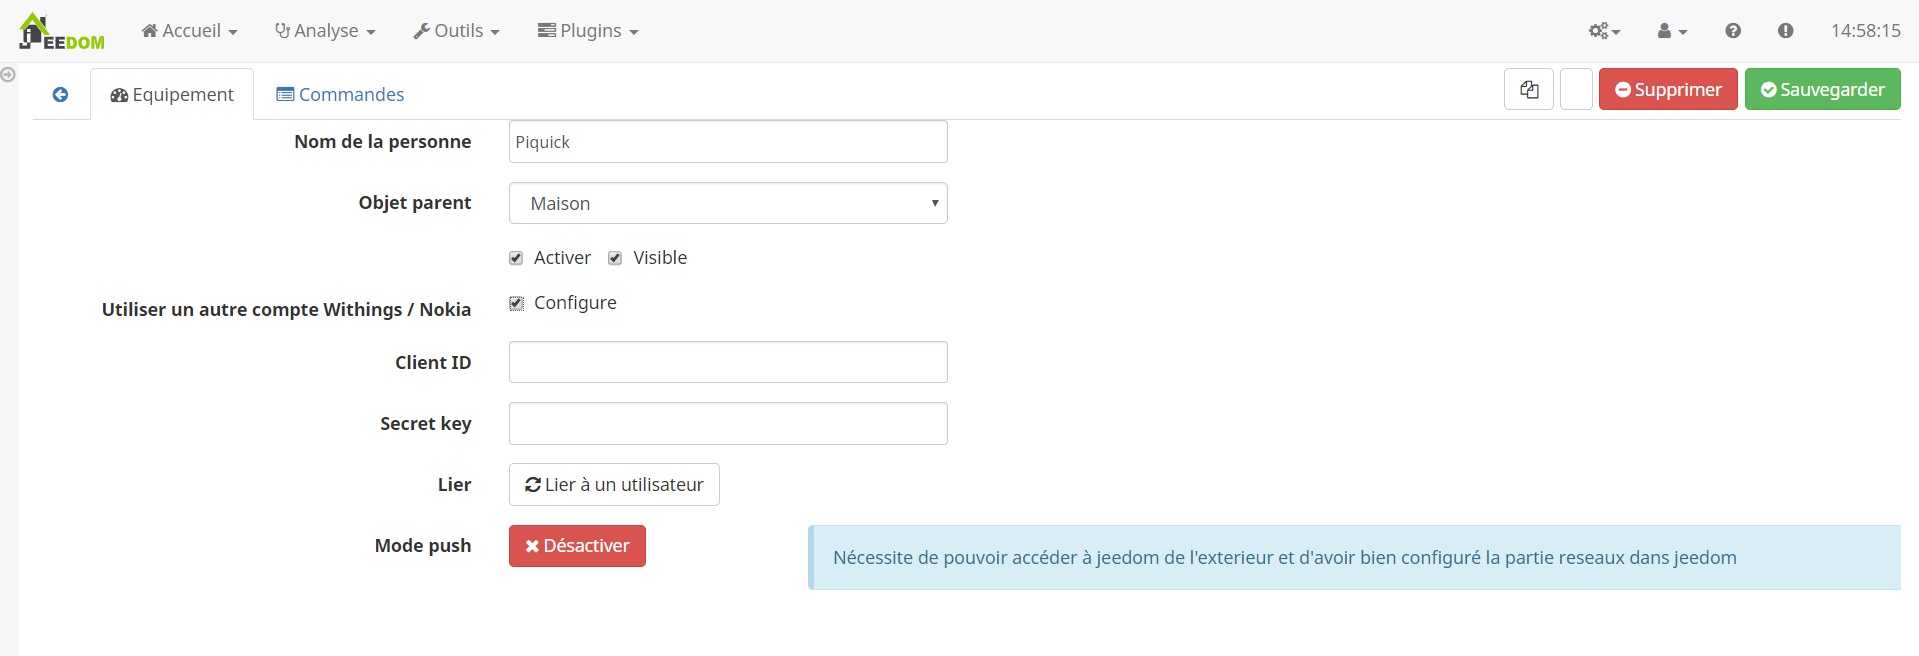 JEEDOM Accueil Analyse Outils Plugins 14:58:15
Equipement Commandes Supprimer Sauvegarder
Nom de la personne Piquick
Objet parent Maison
Activer Visible
Utiliser un autre compte Withings / Nokia Configure
Client ID
Secret key
Lier Lier à un utilisateur
Mode push Désactiver Nécessite de pouvoir accéder à jeedom de l'exterieur et d'avoir bien configuré la partie reseaux dans jeedom